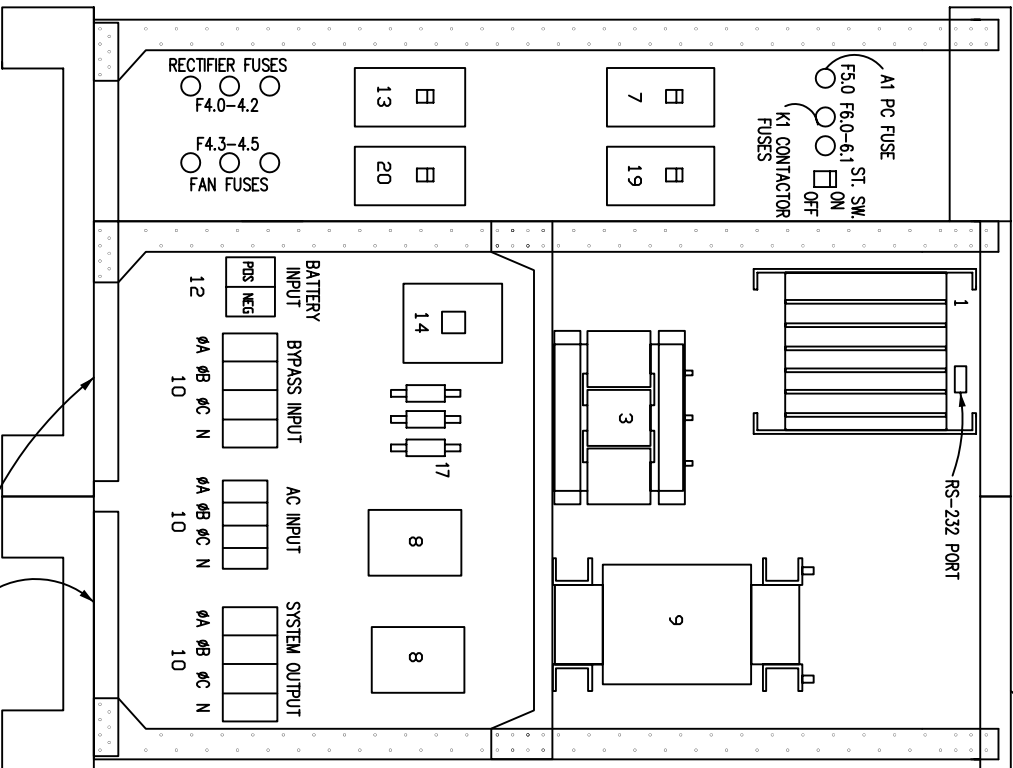 RECTIFIER FUSES
F4.0-4.2
F4.3-4.5
FAN FUSES
13
20
7
19
A1 PC FUSE
F5.0
F6.0-6.1
K1 CONTACTOR
FUSES
ST. SW.
ON
OFF
BATTERY
INPUT
POS
NEG
12
BYPASS INPUT
ØA
ØB
ØC
N
10
AC INPUT
ØA
ØB
ØC
N
10
SYSTEM OUTPUT
ØA
ØB
ØC
N
10
14
17
8
8
3
9
1
RS-232 PORT